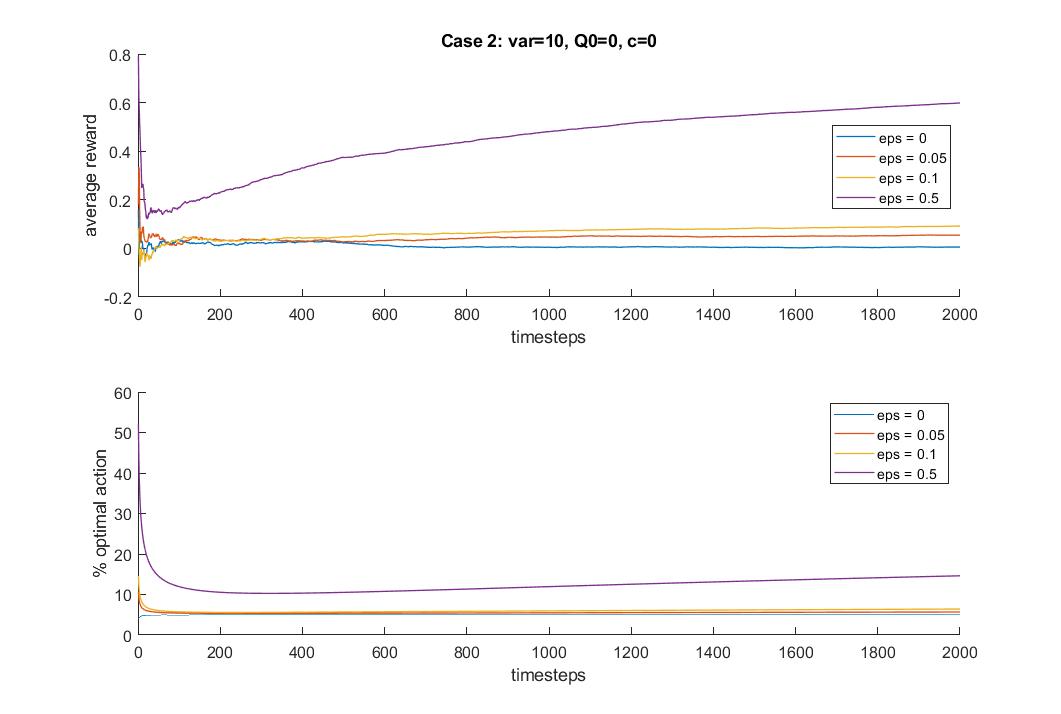 Case 2: var=10, Q0=0, c=0
0.8
0.6
0.4
0.2
0
-0.2
average reward
eps = 0
eps = 0.05
eps = 0.1
eps = 0.5
0 200 400 600 800 1000 1200 1400 1600 1800 2000
timesteps
60
50
40
30
20
10
0
% optimal action
eps = 0
eps = 0.05
eps = 0.1
eps = 0.5
0 200 400 600 800 1000 1200 1400 1600 1800 2000
timesteps